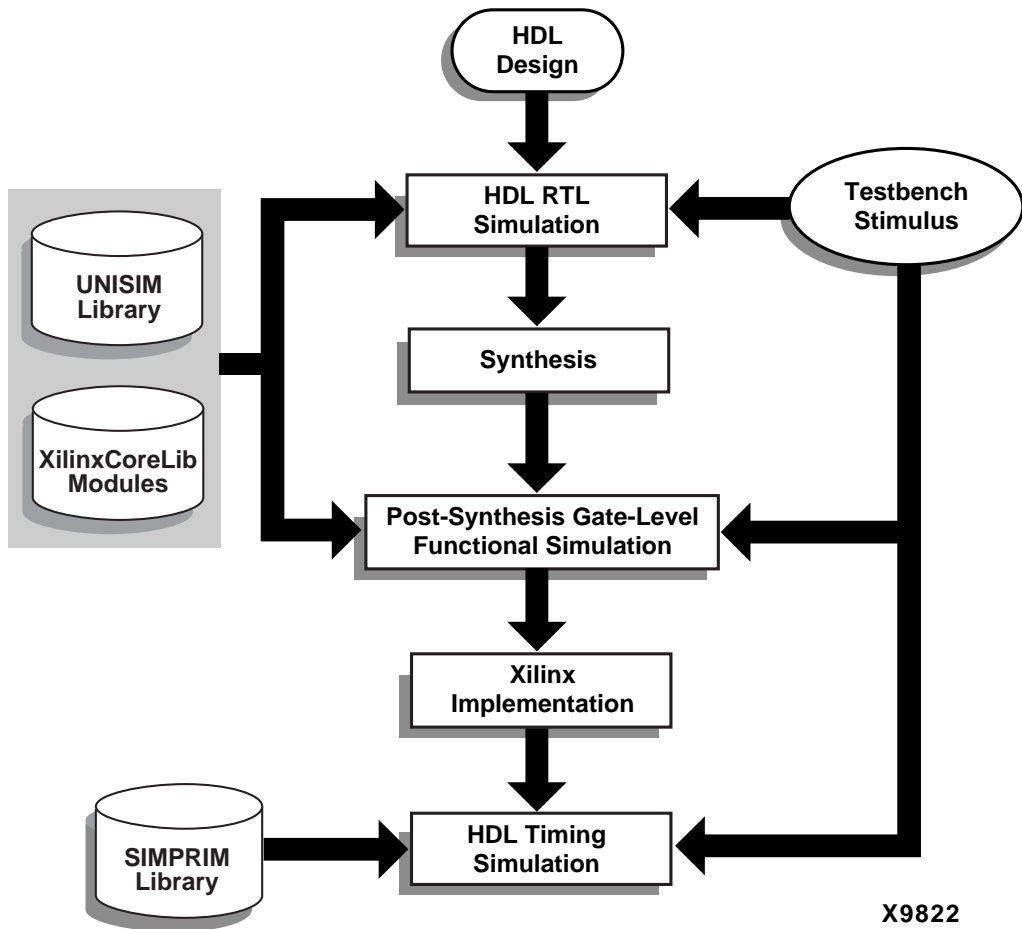 HDL
Design
HDL RTL
Simulation
Testbench
Stimulus
UNISIM
Library
Synthesis
XilinxCoreLib
Modules
Post-Synthesis Gate-Level
Functional Simulation
Xilinx
Implementation
HDL Timing
Simulation
SIMPRIM
Library
X9822